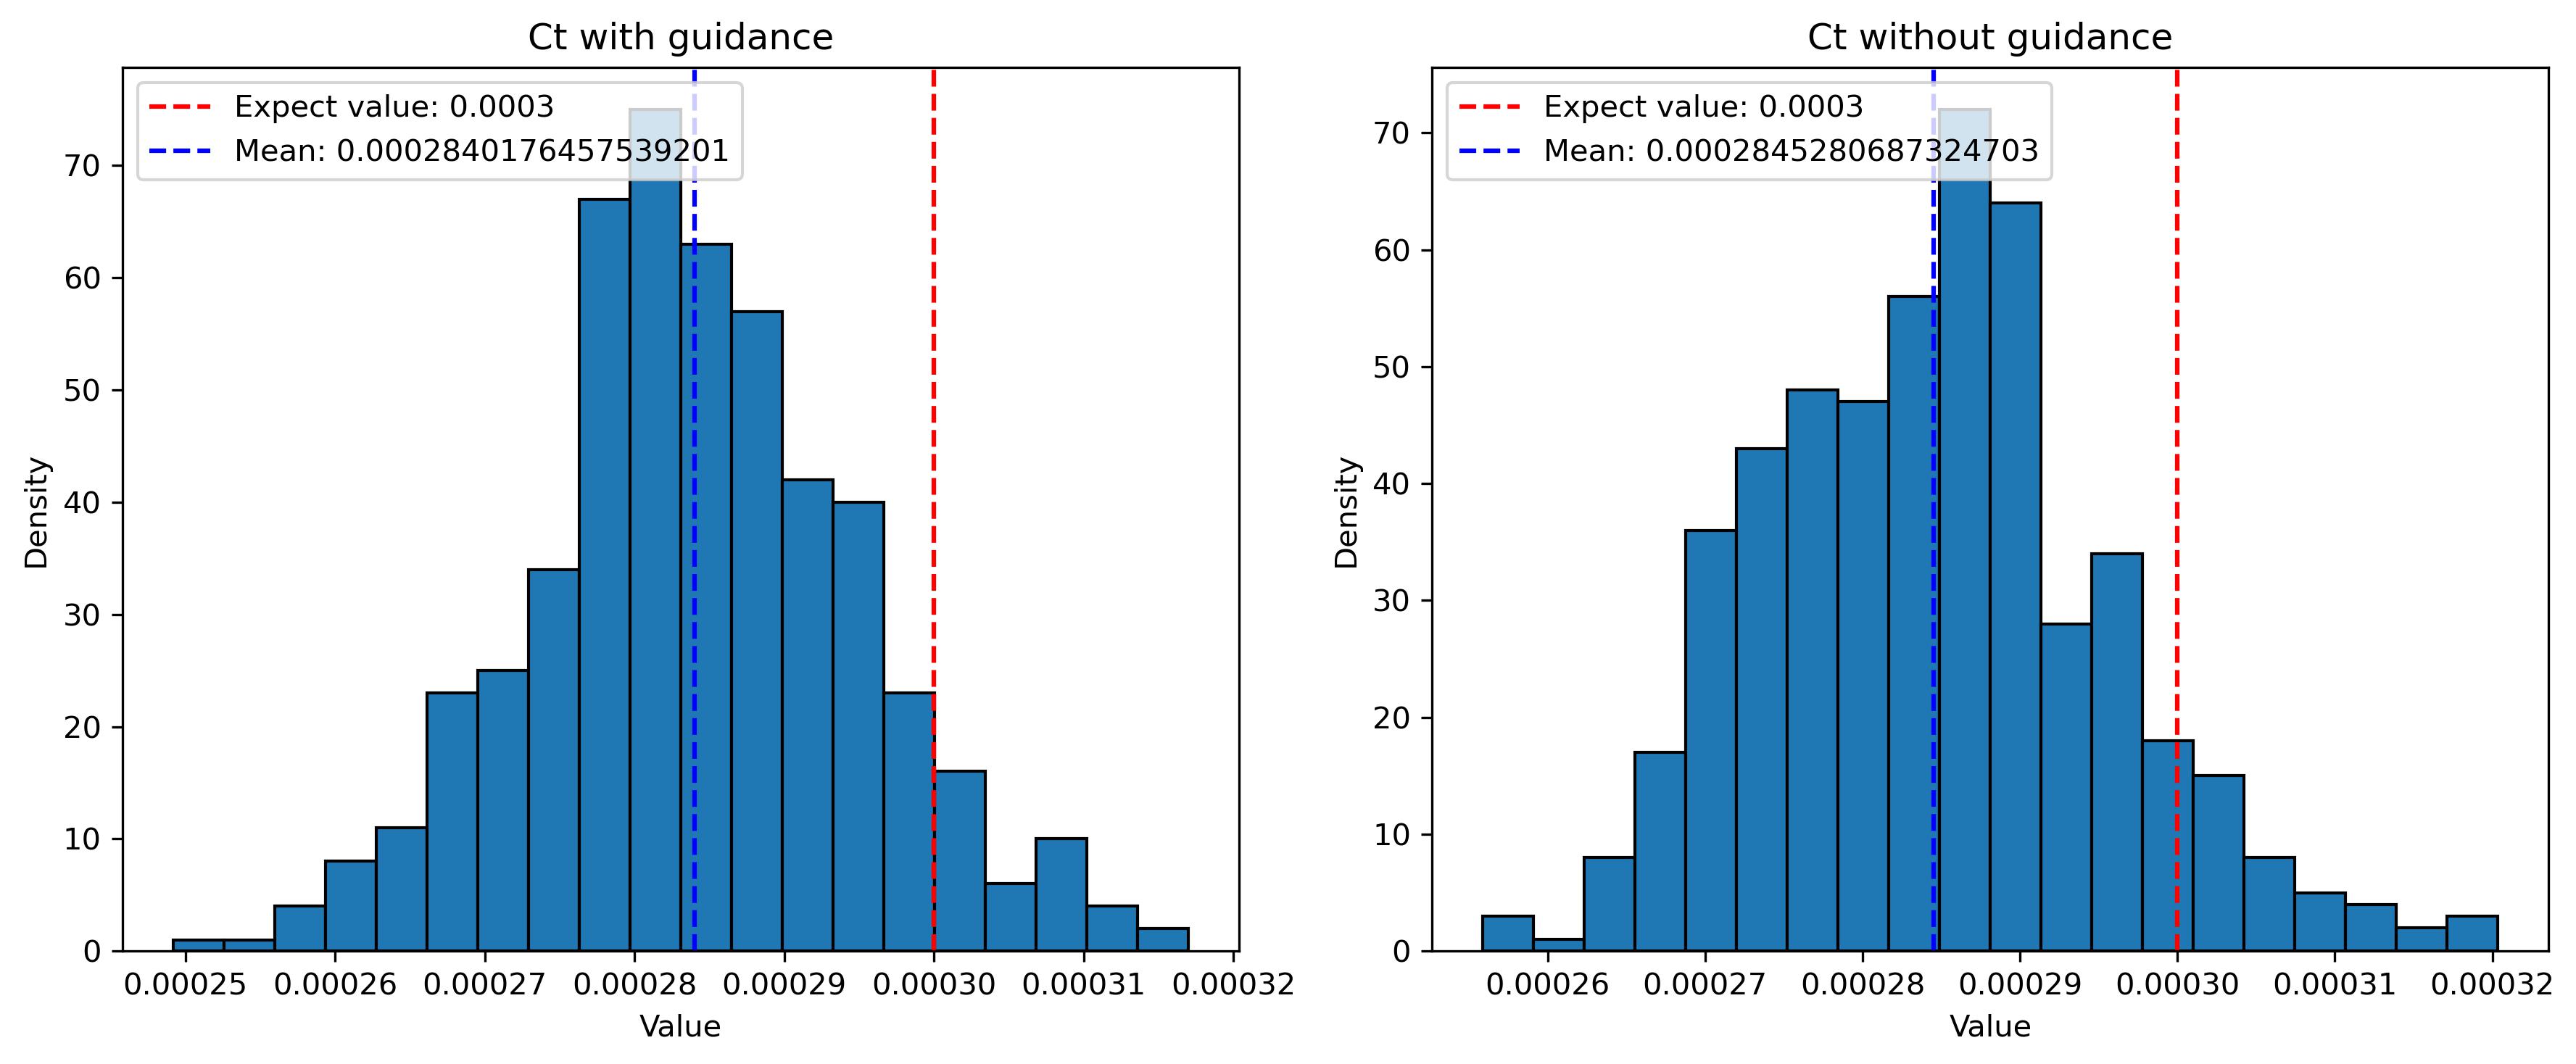 Ct with guidance
Expect value: 0.0003
Mean: 0.0002840176457539201
70
60
50
40
30
20
10
0
Density
0.00025 0.00026 0.00027 0.00028 0.00029 0.00030 0.00031 0.00032
Value
Ct without guidance
Expect value: 0.0003
Mean: 0.0002845280687324703
70
60
50
40
30
20
10
0
Density
0.00026 0.00027 0.00028 0.00029 0.00030 0.00031 0.00032
Value